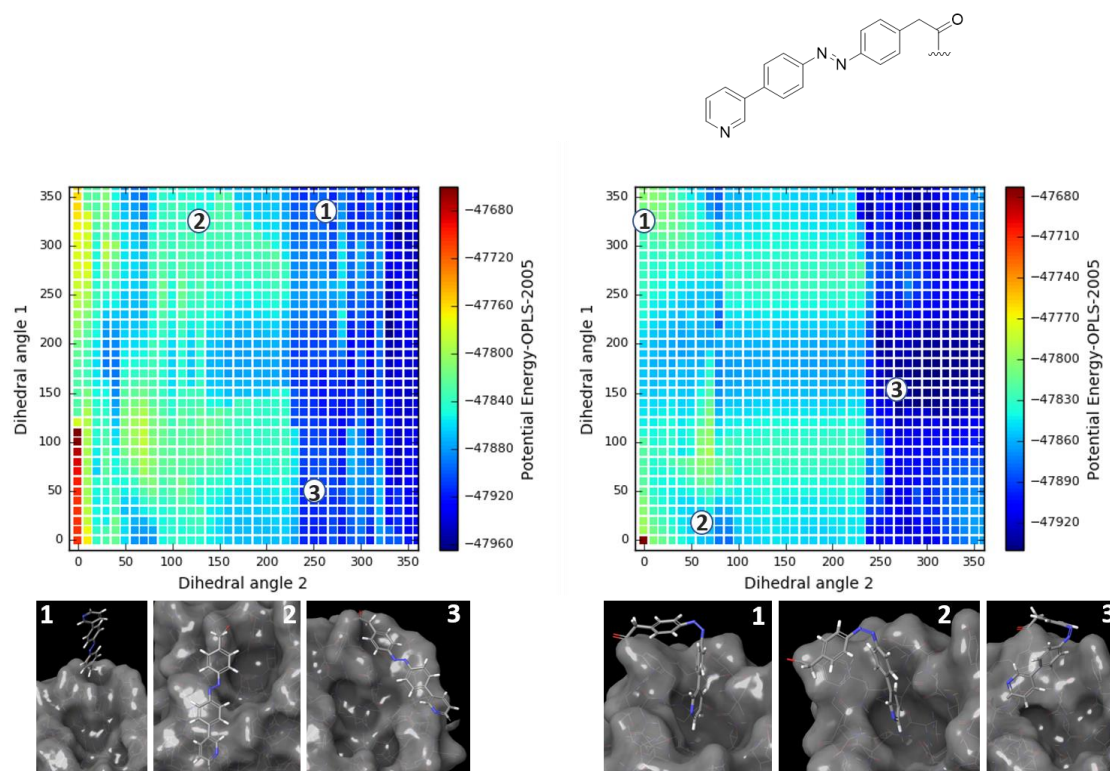 O
N
N
N
350
300
250
200
150
100
50
0
Dihedral angle 1
0 50 100 150 200 250 300 350
Dihedral angle 2
1
2
3
−47680
−47720
−47760
−47800
−47840
−47880
−47920
−47960
Potential Energy-OPLS-2005
350
300
250
200
150
100
50
0
Dihedral angle 1
0 50 100 150 200 250 300 350
Dihedral angle 2
1
2
3
−47680
−47710
−47740
−47770
−47800
−47830
−47860
−47890
−47920
Potential Energy-OPLS-2005
1 2 3
1 2 3